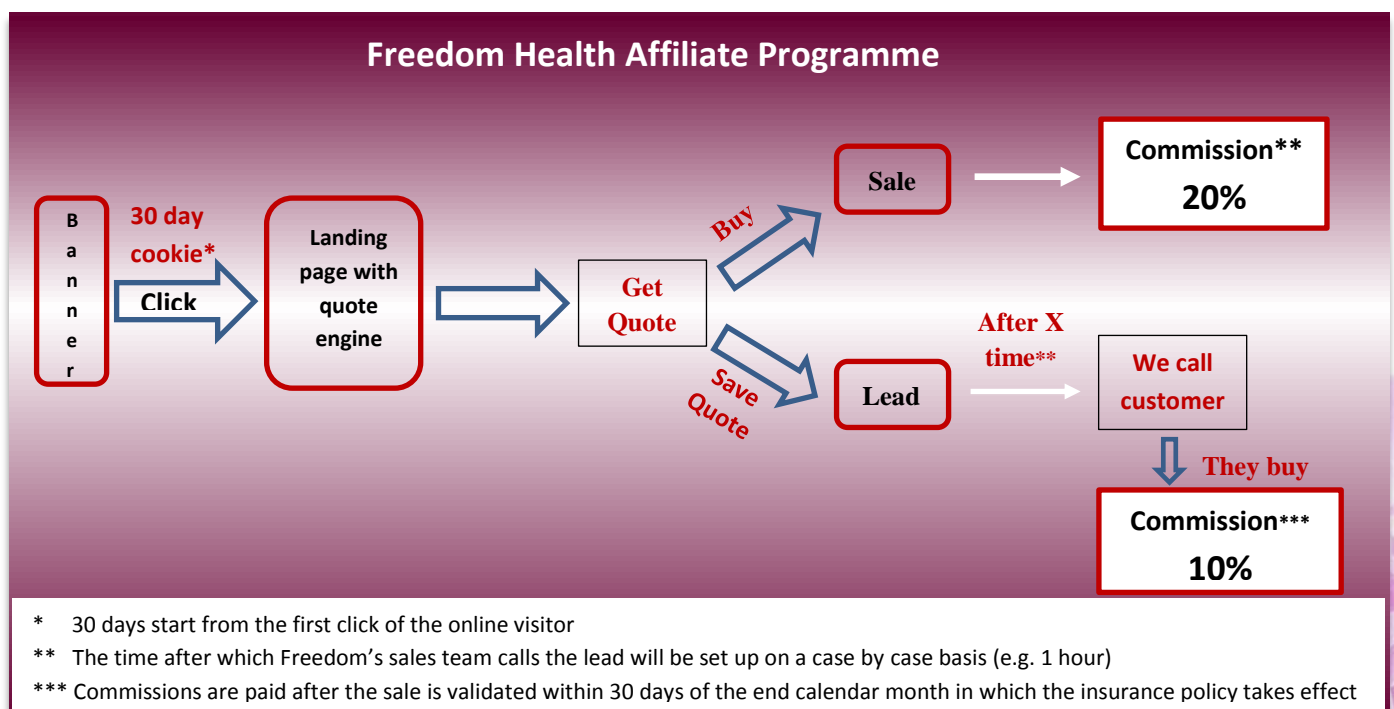 Freedom Health Affiliate Programme
Banner
30 day
cookie*
Click
Landing
page with
quote
engine
Get
Quote
Buy
Sale
Commission**
20%
Save
Quote
Lead
After X
time**
We call
customer
They buy
Commission***
10%
* 30 days start from the first click of the online visitor
** The time after which Freedom’s sales team calls the lead will be set up on a case by case basis (e.g. 1 hour)
*** Commissions are paid after the sale is validated within 30 days of the end calendar month in which the insurance policy takes effect